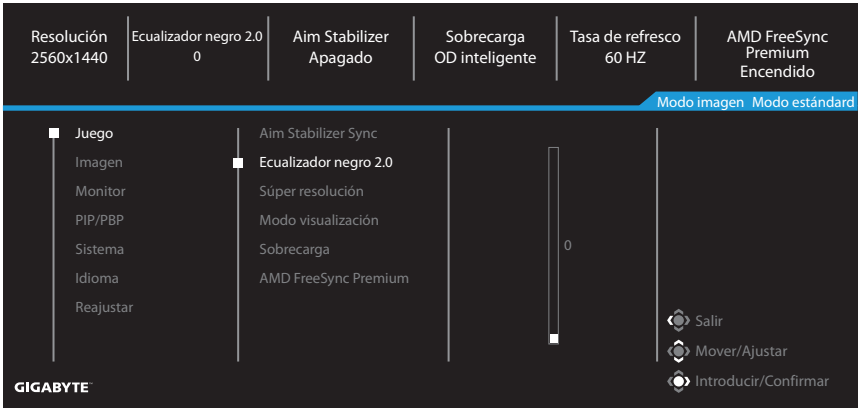 Resolución
2560x1440
Ecualizador negro 2.0
0
Aim Stabilizer
Apagado
Sobrecarga
OD inteligente
Tasa de refresco
60 HZ
AMD FreeSync
Premium
Encendido
Modo imagen Modo estándard
Juego
Imagen
Monitor
PIP/PBP
Sistema
Idioma
Reajustar
Aim Stabilizer Sync
Ecualizador negro 2.0
Súper resolución
Modo visualización
Sobrecarga
AMD FreeSync Premium
0
Salir
Mover/Ajustar
Introducir/Confirmar
GIGABYTE™